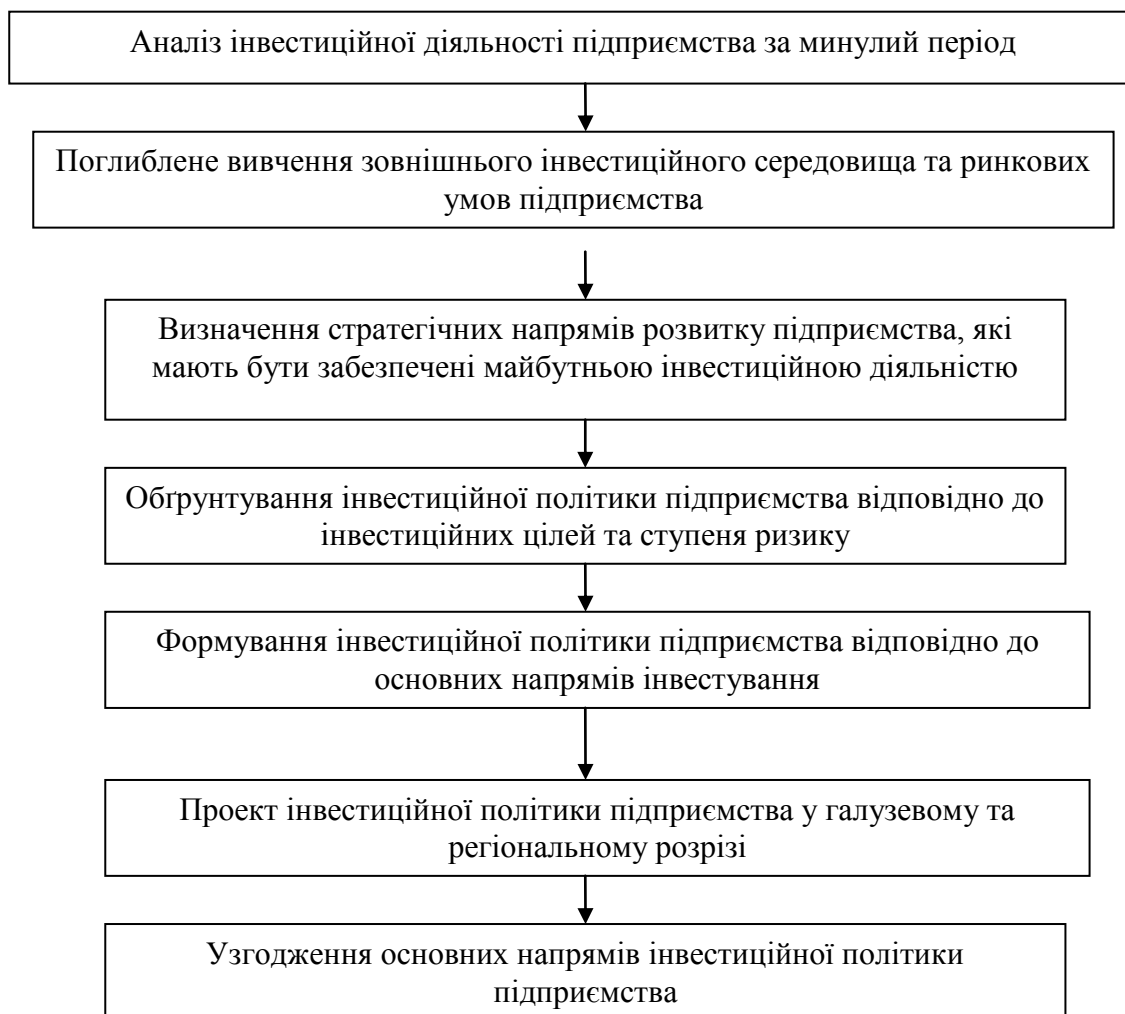 Аналіз інвестиційної діяльності підприємства за минулий період
Поглиблене вивчення зовнішнього інвестиційного середовища та ринкових
умов підприємства
Визначення стратегічних напрямів розвитку підприємства, які
мають бути забезпечені майбутньою інвестиційною діяльністю
Обґрунтування інвестиційної політики підприємства відповідно до
інвестиційних цілей та ступеня ризику
Формування інвестиційної політики підприємства відповідно до
основних напрямів інвестування
Проект інвестиційної політики підприємства у галузевому та
регіональному розрізі
Узгодження основних напрямів інвестиційної політики
підприємства